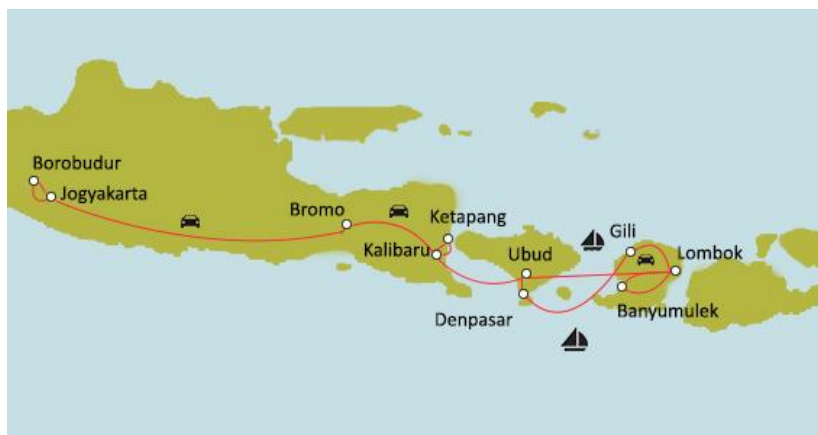 Borobudur
Jogyakarta
Bromo
Ketapang
Kalibaru
Gili
Ubud
Lombok
Denpasar
Banyumulek